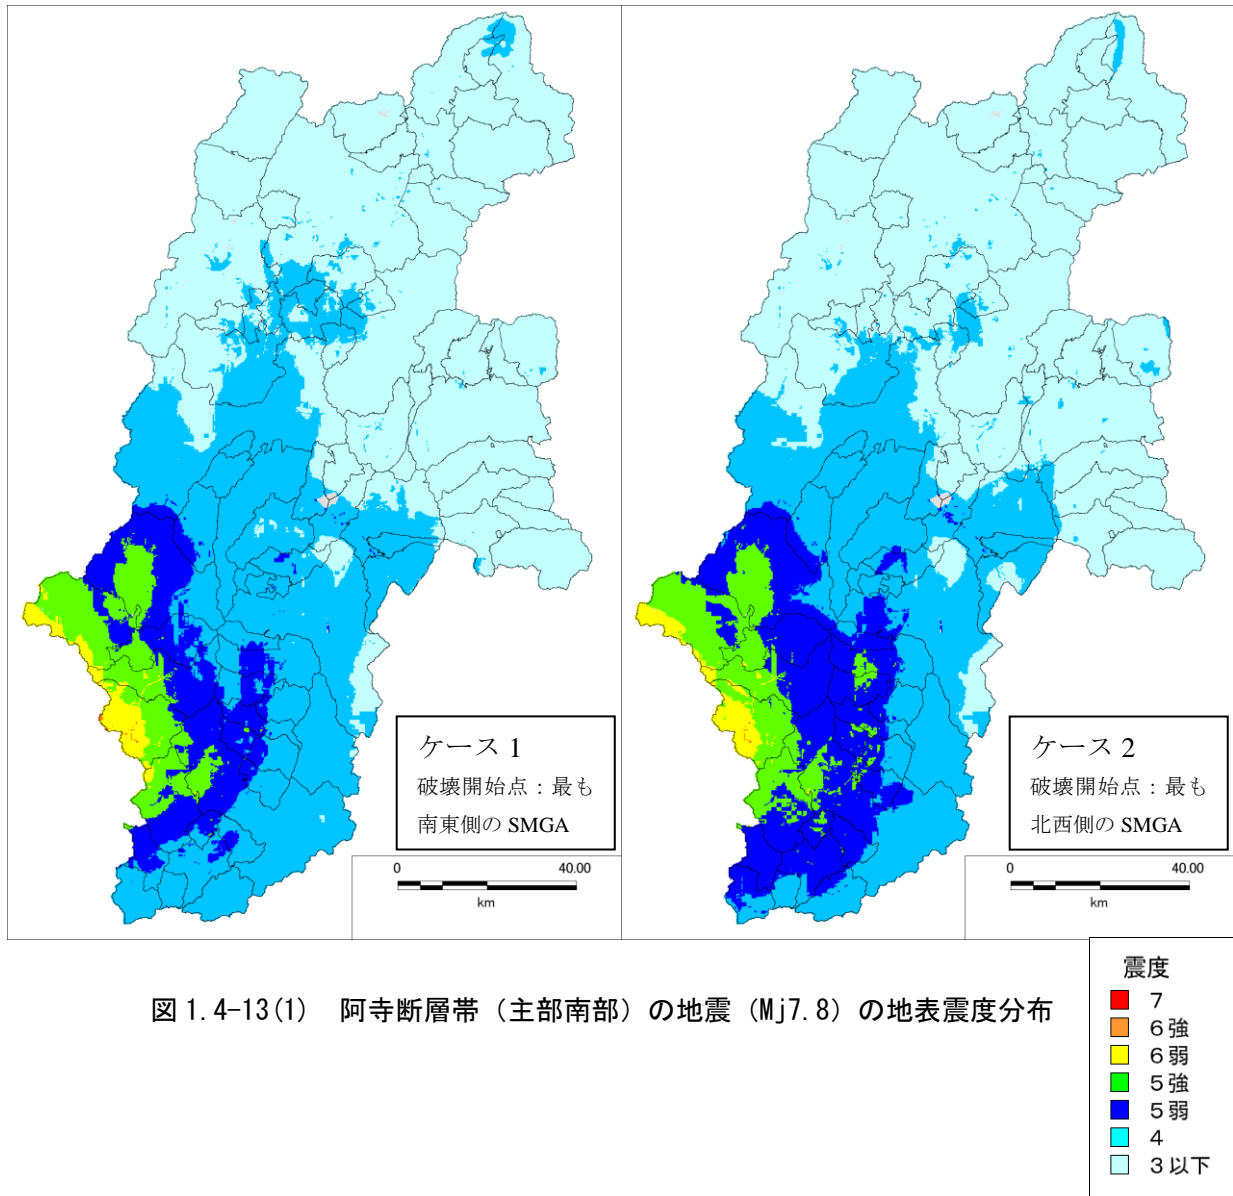 ケース 1
破壊開始点：最も
南東側の SMGA
0 40.00
km
ケース 2
破壊開始点：最も
北西側の SMGA
0 40.00
km
図 1.4-13(1) 阿寺断層帯（主部南部）の地震（Mj7.8）の地表震度分布
震度
7
６強
６弱
５強
５弱
4
３以下